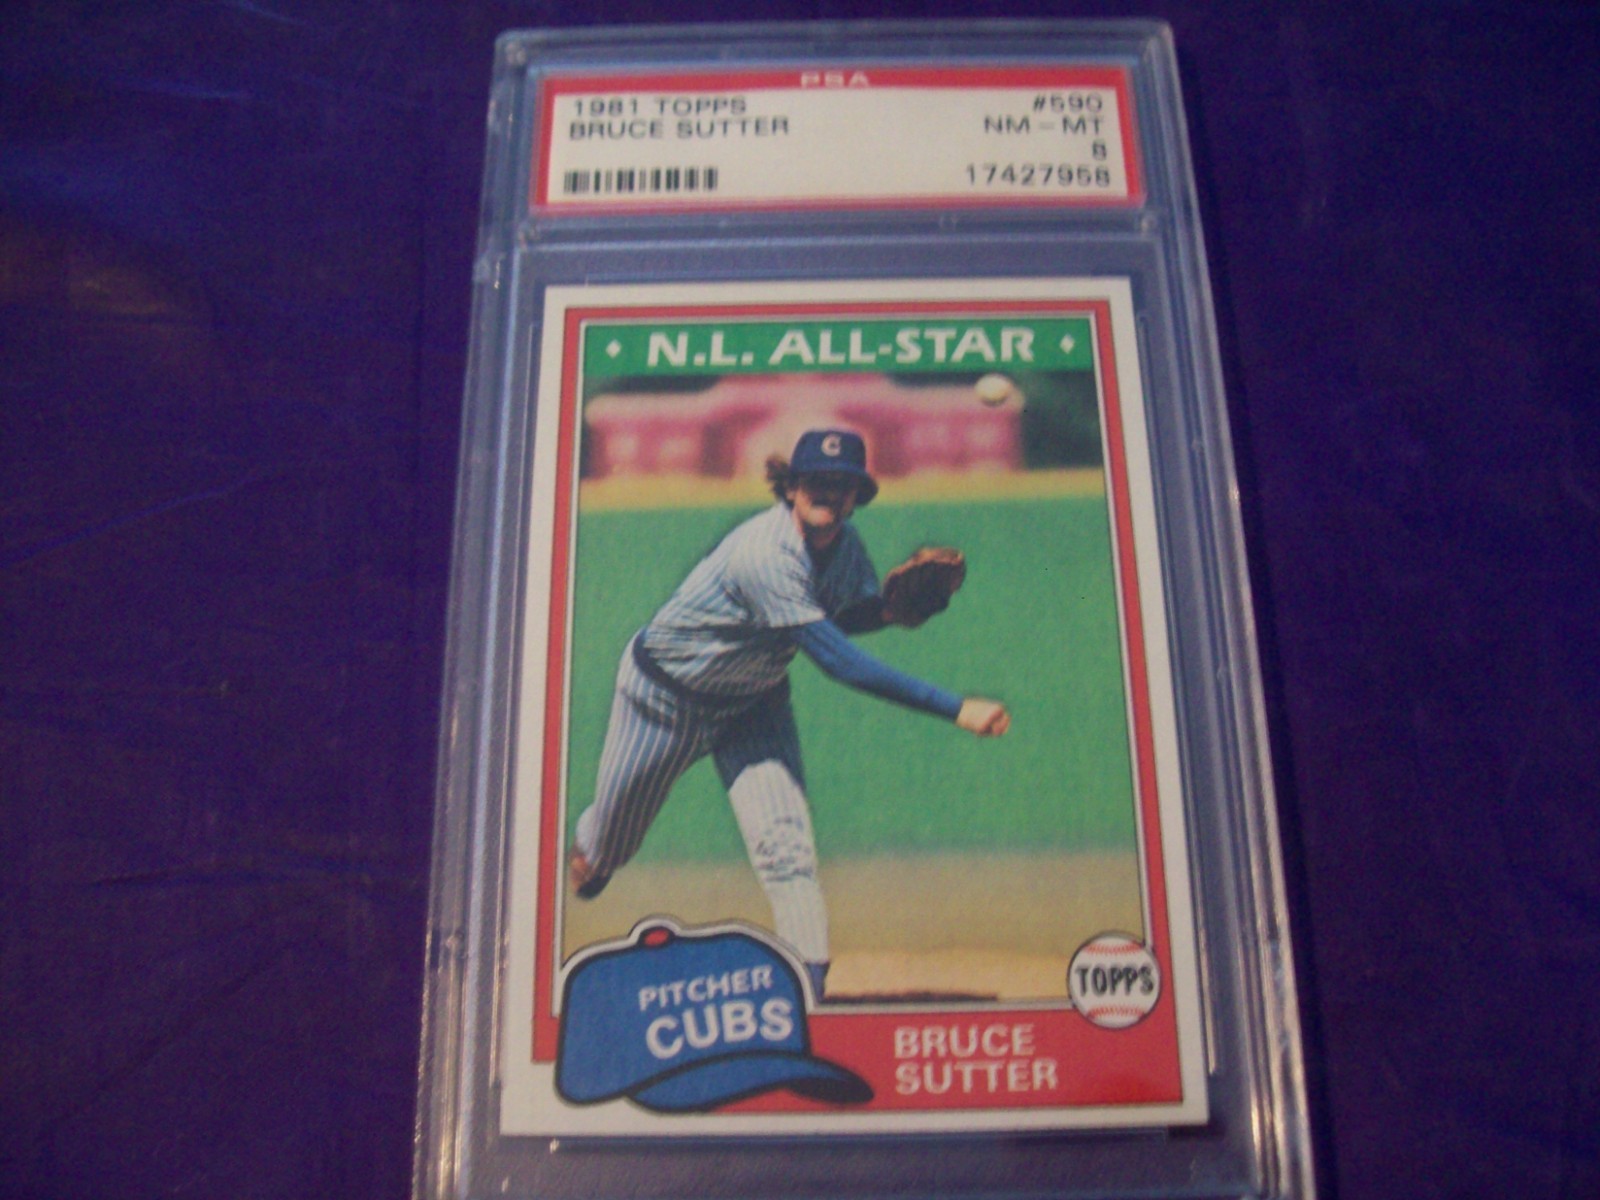 PSA
1981 TOPPS #590
BRUCE SUTTER NM - MT
8
17427958
N.L. ALL-STAR
C
PITCHER
CUBS
TOPPS
BRUCE
SUTTER